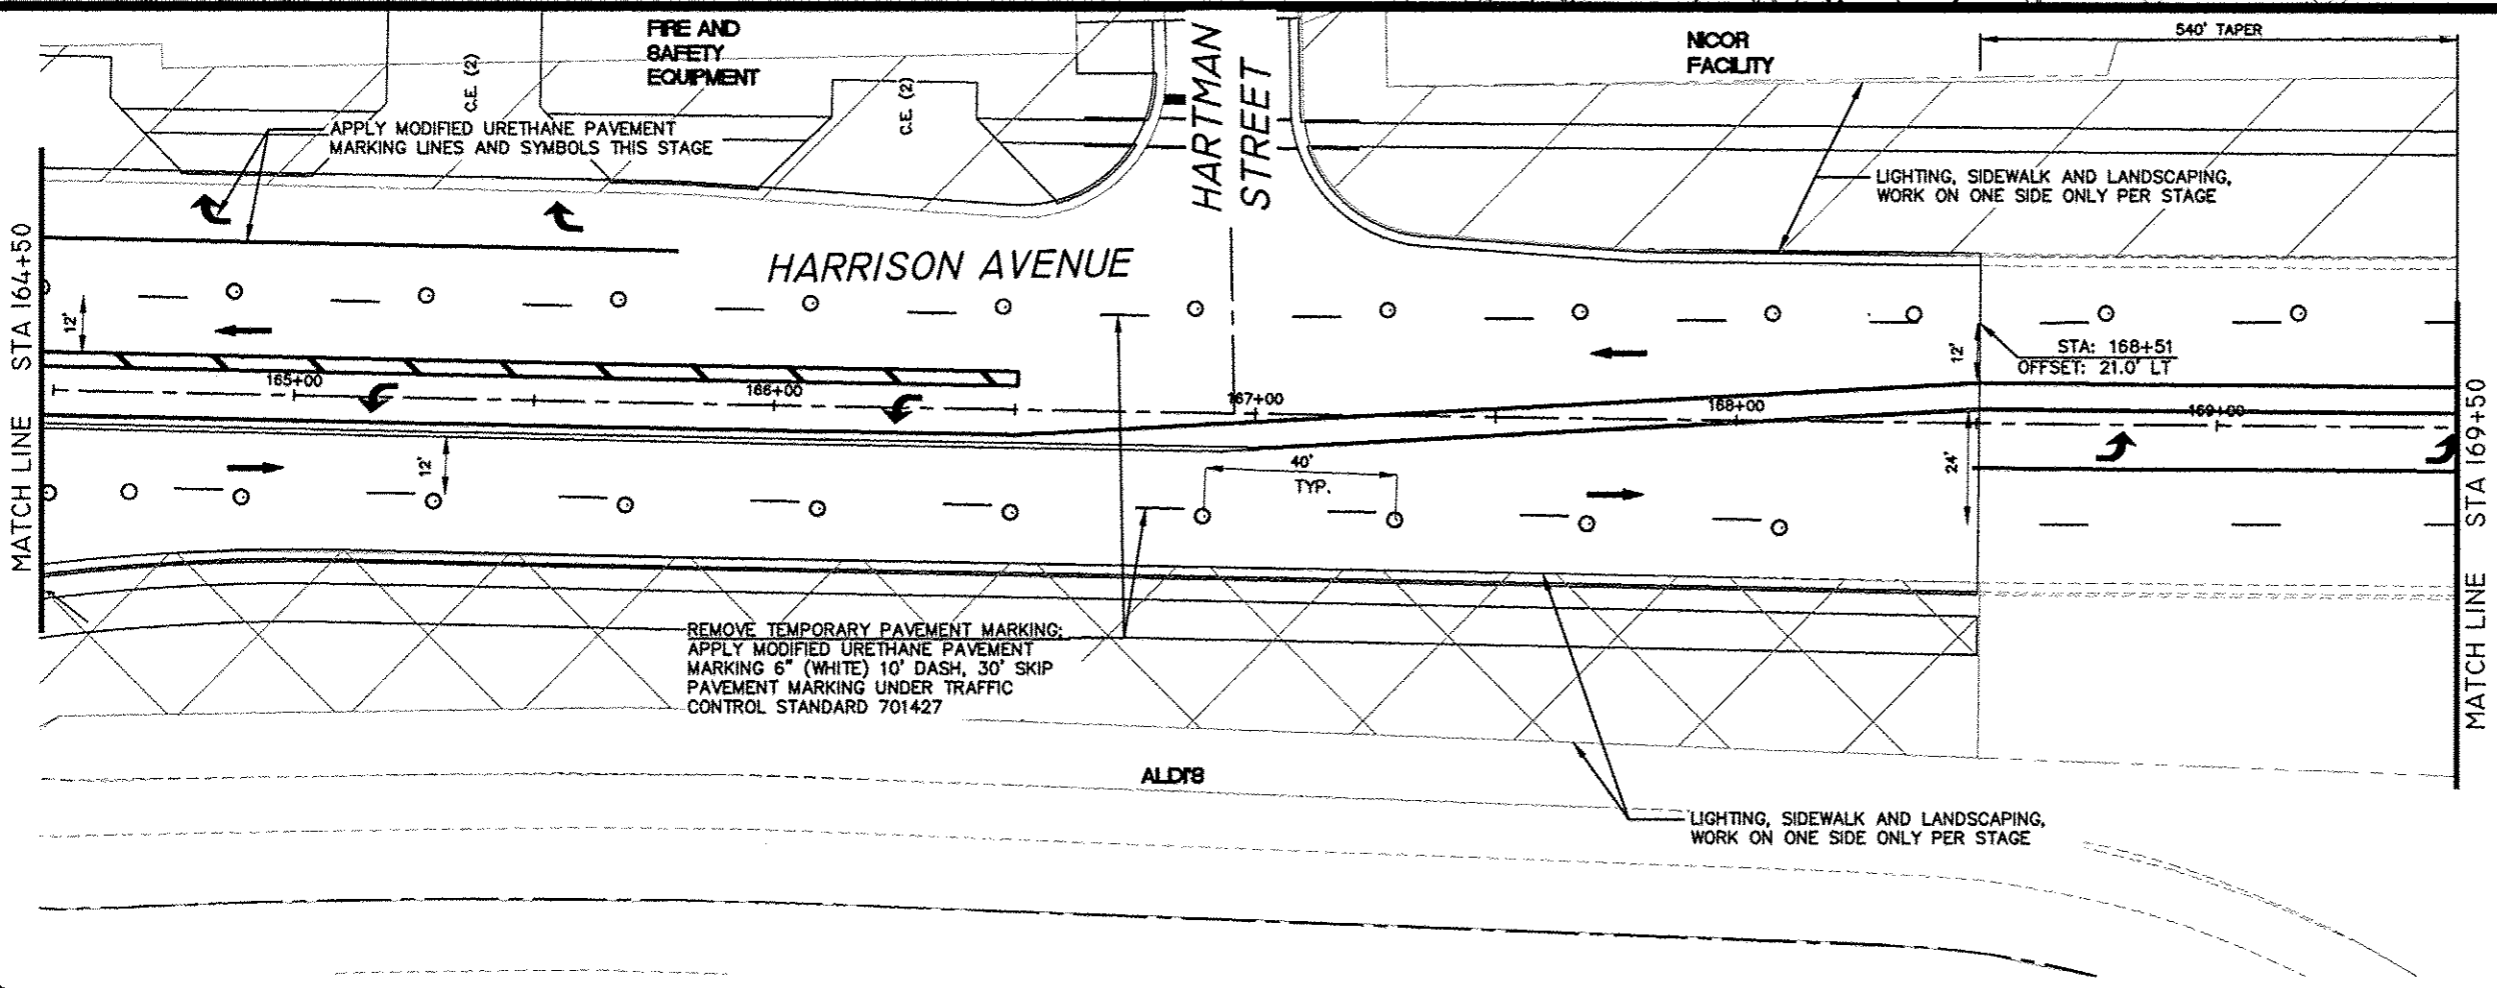 FIRE AND
SAFETY
EQUIPMENT
C.E. (2)
C.E. (2)
HARTMAN
STREET
NICOR
FACILITY
540' TAPER
APPLY MODIFIED URETHANE PAVEMENT
MARKING LINES AND SYMBOLS THIS STAGE
LIGHTING, SIDEWALK AND LANDSCAPING,
WORK ON ONE SIDE ONLY PER STAGE
HARRISON AVENUE
MATCH LINE STA 164+50
12'
12'
STA: 168+51
OFFSET: 21.0' LT
165+00
166+00
167+00
168+00
169+00
12'
40'
TYP.
24'
MATCH LINE STA 169+50
REMOVE TEMPORARY PAVEMENT MARKING;
APPLY MODIFIED URETHANE PAVEMENT
MARKING 6" (WHITE) 10' DASH, 30' SKIP
PAVEMENT MARKING UNDER TRAFFIC
CONTROL STANDARD 701427
ALDI'S
LIGHTING, SIDEWALK AND LANDSCAPING,
WORK ON ONE SIDE ONLY PER STAGE